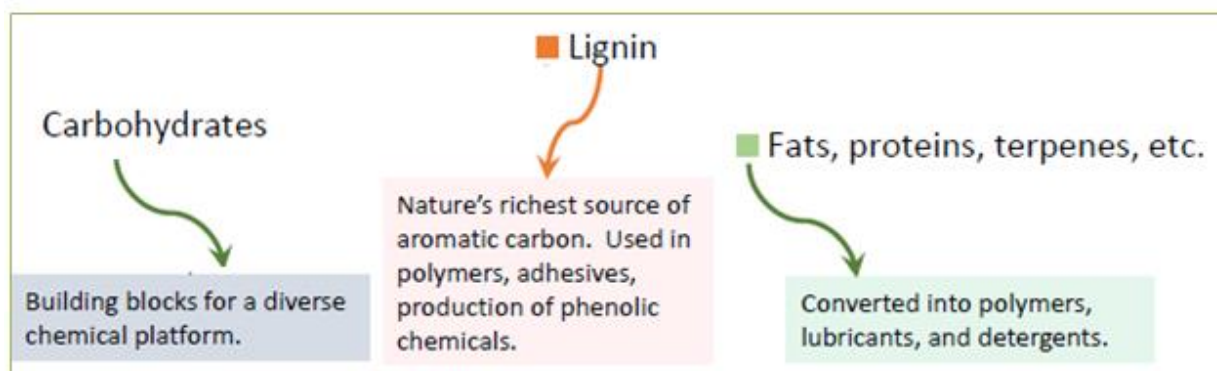 Lignin
Carbohydrates
Fats, proteins, terpenes, etc.
Nature’s richest source of
aromatic carbon.  Used in
polymers, adhesives,
production of phenolic
chemicals.
Building blocks for a diverse
chemical platform.
Converted into polymers,
lubricants, and detergents.